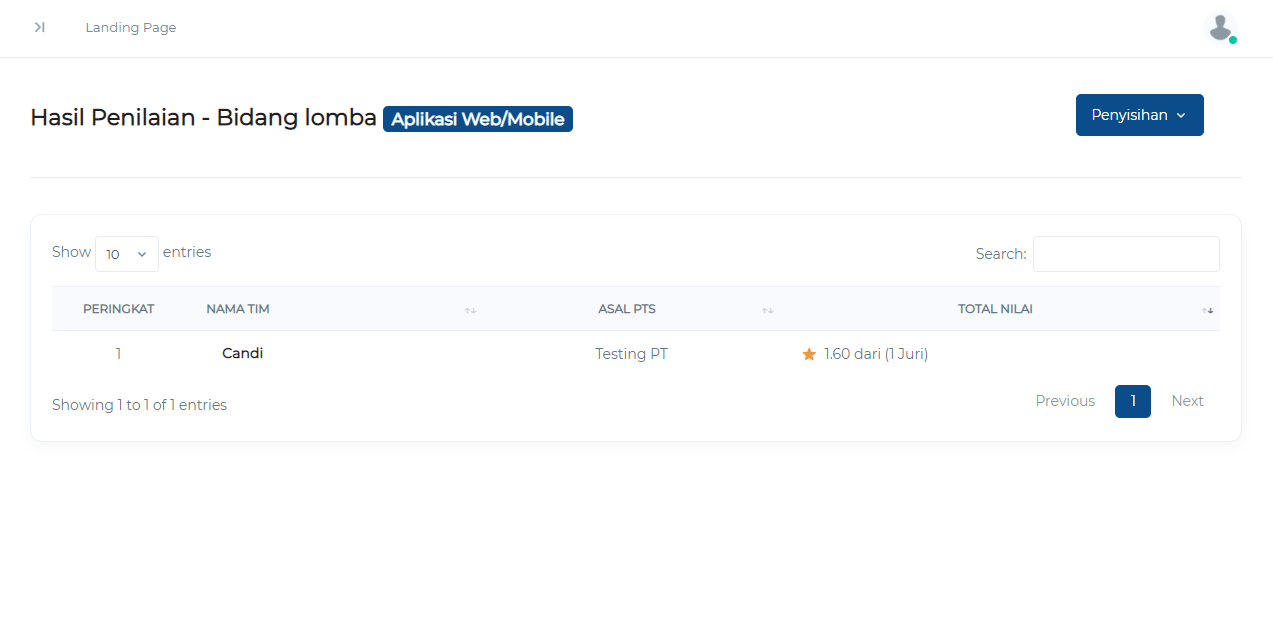 Landing Page
Hasil Penilaian - Bidang lomba Aplikasi Web/Mobile
Penyisihan
Show 10 entries
Search:
PERINGKAT NAMA TIM ASAL PTS TOTAL NILAI
1 Candi Testing PT 1.60 dari (1 Juri)
Showing 1 to 1 of 1 entries
Previous 1 Next